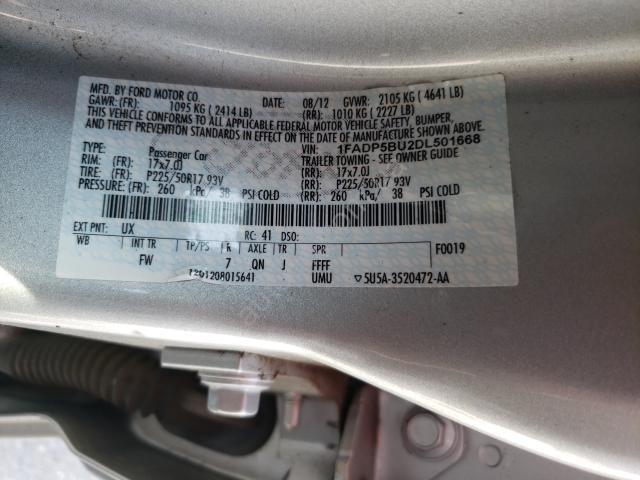 MFD. BY FORD MOTOR CO.
DATE: 08/12 GVWR: 2105 KG ( 4641 LB)
GAWR: (FR): 1095 KG ( 2414 LB) (RR): 1010 KG ( 2227 LB)
THIS VEHICLE CONFORMS TO ALL APPLICABLE FEDERAL MOTOR VEHICLE SAFETY, BUMPER,
AND THEFT PREVENTION STANDARDS IN EFFECT ON THE DATE OF MANUFACTURE SHOWN ABOVE.
VIN: 1FADP5BU2DL501668
TYPE: Passenger Car TRAILER TOWING - SEE OWNER GUIDE
RIM: (FR): 17x7.0J (RR): 17x7.0J
TIRE: (FR): P225/50R17 93V (RR): P225/50R17 93V
PRESSURE: (FR): 260 kPa/ 38 PSI COLD (RR): 260 kPa/ 38 PSI COLD
EXT PNT: UX RC: 41 DSO:
WB INT TR TP/PS R AXLE TR SPR F0019
FW 7 QN J FFFF
UMU 5U5A-3520472-AA